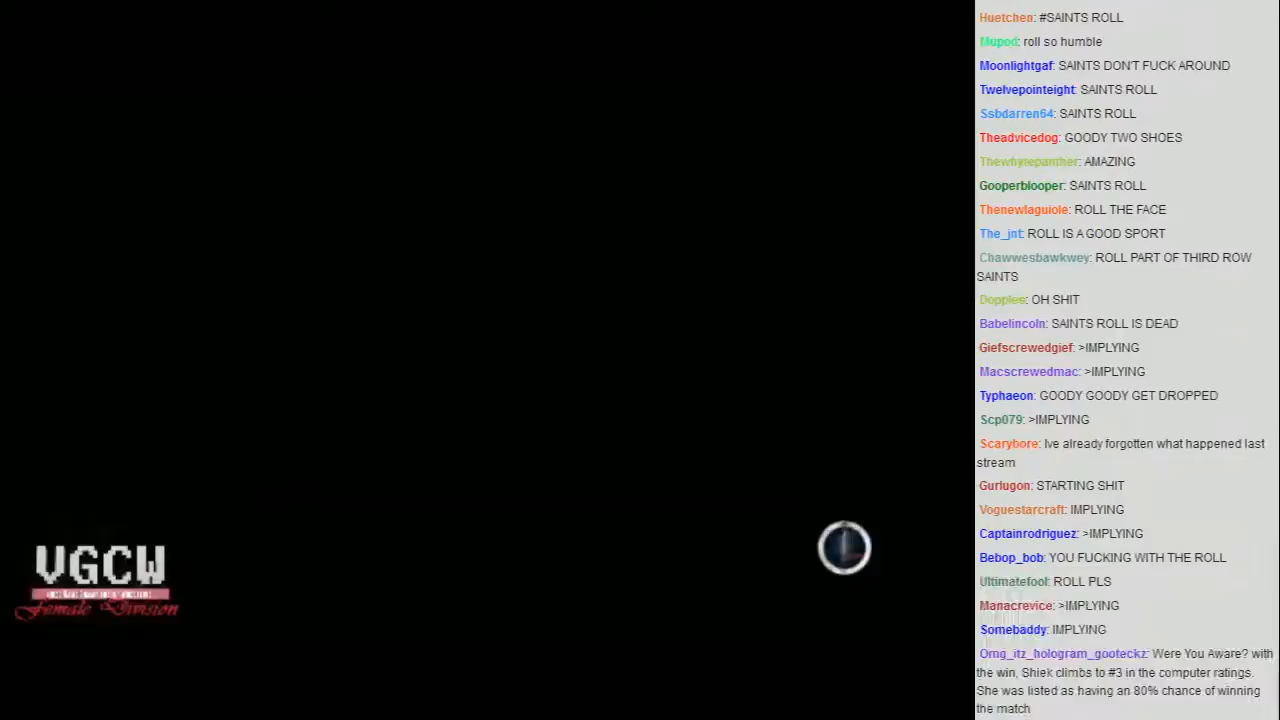 Huetchen: #SAINTS ROLL
Mupod: roll so humble
Moonlightgaf: SAINTS DON'T FUCK AROUND
Twelvepointeight: SAINTS ROLL
Ssbdarren64: SAINTS ROLL
Theadvicedog: GOODY TWO SHOES
Thewhytepanther: AMAZING
Gooperblooper: SAINTS ROLL
Thenewlaguiole: ROLL THE FACE
The_jnt: ROLL IS A GOOD SPORT
Chawwesbawkwey: ROLL PART OF THIRD ROW
SAINTS
Dopples: OH SHIT
Babelincoln: SAINTS ROLL IS DEAD
Giefscrewedgief: >IMPLYING
Macscrewedmac: >IMPLYING
Typhaeon: GOODY GOODY GET DROPPED
Scp079: >IMPLYING
Scarybore: Ive already forgotten what happened last
stream
Gurlugon: STARTING SHIT
Voguestarcraft: IMPLYING
Captainrodriguez: >IMPLYING
Bebop_bob: YOU FUCKING WITH THE ROLL
Ultimatefool: ROLL PLS
Manacrevice: >IMPLYING
Somebaddy: IMPLYING
Omg_itz_hologram_gooteckz: Were You Aware? with
the win, Shiek climbs to #3 in the computer ratings.
She was listed as having an 80% chance of winning
the match
VGCW
Female Division